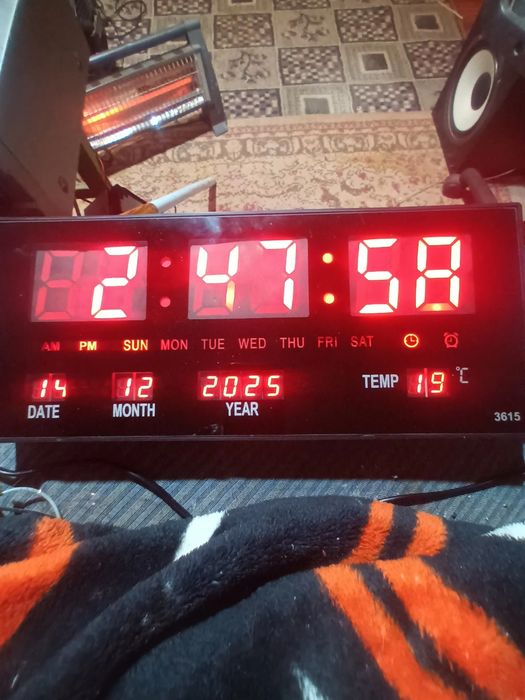 2:47:58
AM PM SUN MON TUE WED THU FRI SAT
14 12 2025 TEMP 19 °C
DATE MONTH YEAR
3615